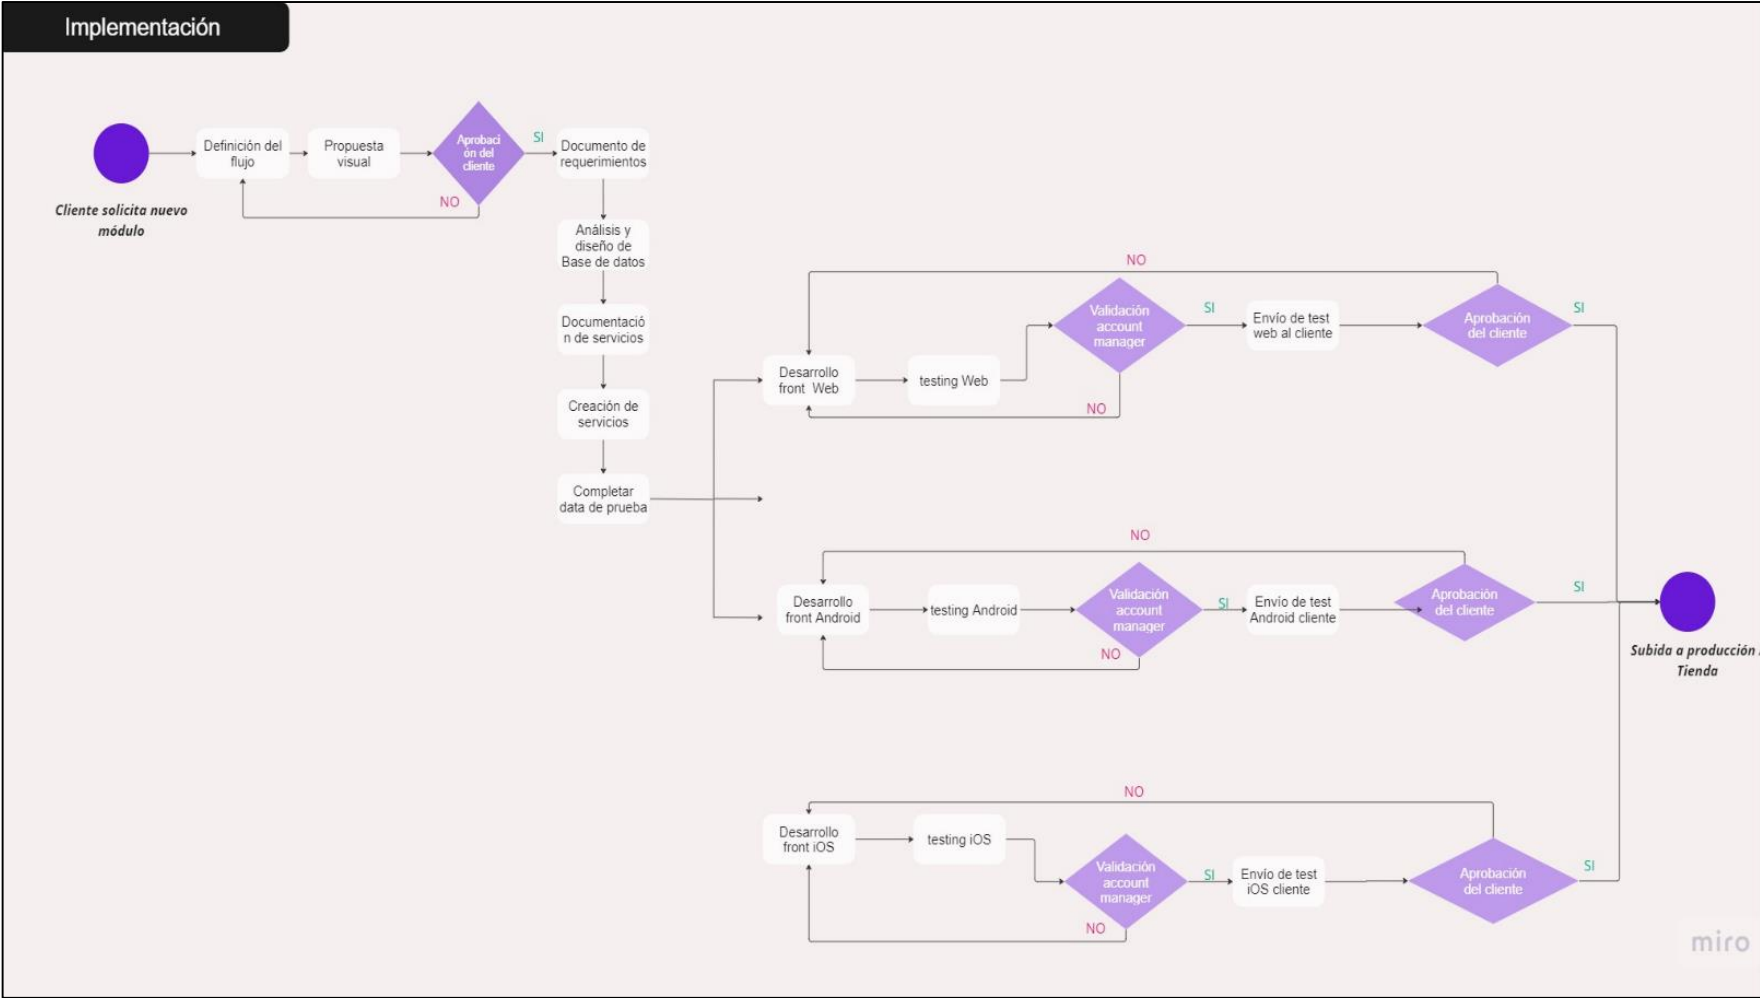 Implementación
Cliente solicita nuevo
módulo
Definición del
flujo
Propuesta
visual
Aprobaci
ón del
cliente
SI
NO
Documento de
requerimientos
Análisis y
diseño de
Base de datos
Documentació
n de servicios
Creación de
servicios
Completar
data de prueba
NO
Desarrollo
front Web
testing Web
Validación
account
manager
NO
SI
Envío de test
web al cliente
Aprobación
del cliente
SI
NO
Desarrollo
front Android
testing Android
Validación
account
manager
NO
SI
Envío de test
Android cliente
Aprobación
del cliente
SI
NO
Desarrollo
front iOS
testing iOS
Validación
account
manager
NO
SI
Envío de test
iOS cliente
Aprobación
del cliente
SI
Subida a producción
Tienda
miro